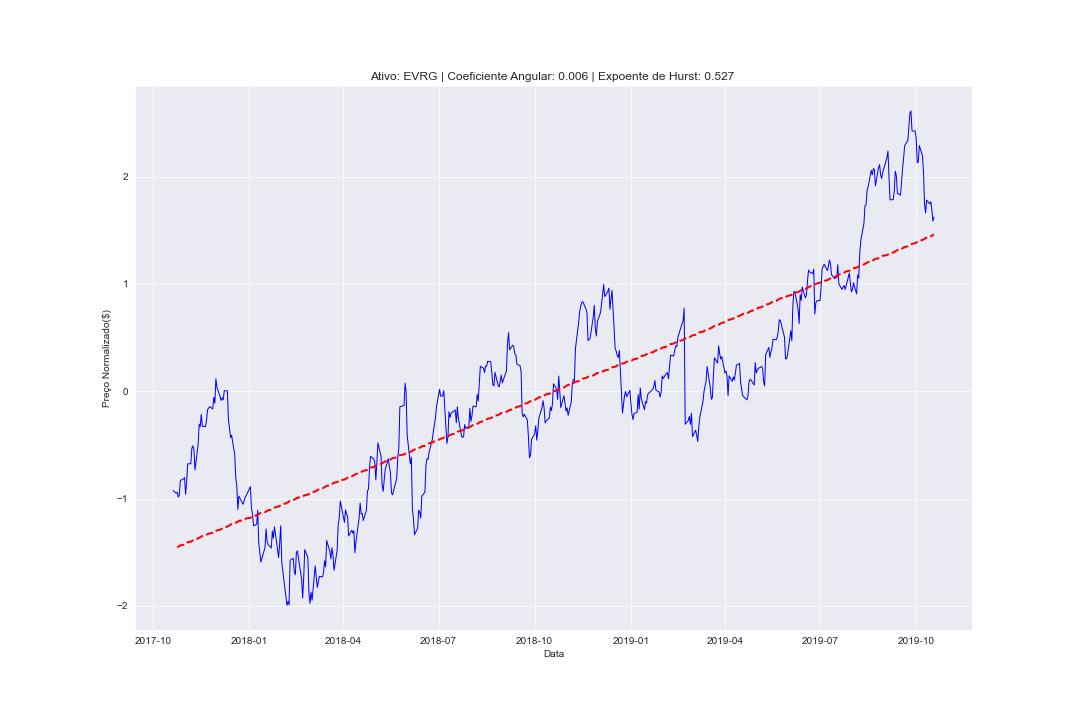 Ativo: EVRG | Coeficiente Angular: 0.006 | Expoente de Hurst: 0.527
Preço Normalizado($)
2
1
0
−1
−2
2017-10 2018-01 2018-04 2018-07 2018-10 2019-01 2019-04 2019-07 2019-10
Data